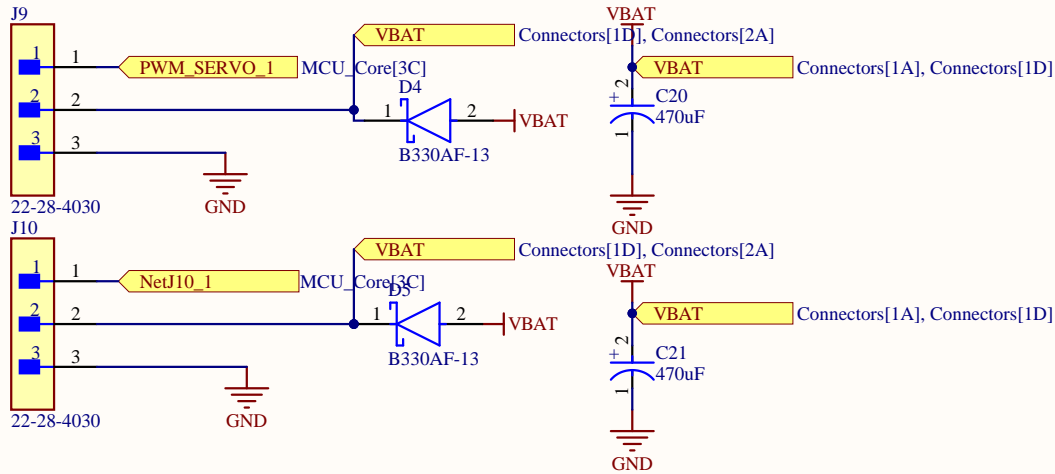 J9
1
1
PWM_SERVO_1
MCU_Core[3C]
2
2
3
3
GND
22-28-4030
VBAT
Connectors[1D], Connectors[2A]
D4
1
2
VBAT
B330AF-13
VBAT
VBAT
Connectors[1A], Connectors[1D]
2
+
C20
470uF
1
GND
J10
1
1
NetJ10_1
MCU_Core[3C]
2
2
3
3
GND
22-28-4030
VBAT
Connectors[1D], Connectors[2A]
D5
1
2
VBAT
B330AF-13
VBAT
VBAT
Connectors[1A], Connectors[1D]
2
+
C21
470uF
1
GND